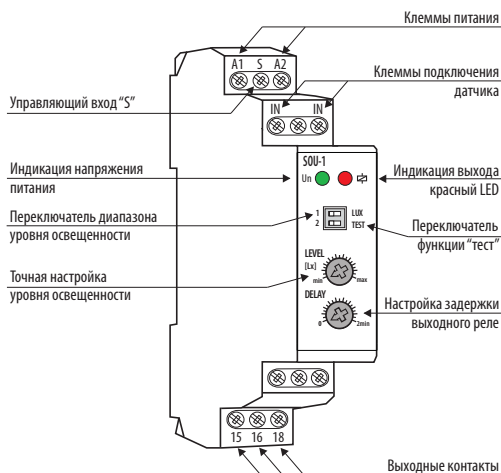 Клеммы питания
A1 S A2
Клеммы подключения
датчика
IN IN
Управляющий вход "S"
SOU-1
Индикация напряжения
питания
Un
Индикация выхода
красный LED
Переключатель диапазона
уровня освещенности
1 LUX
2 TEST
Переключатель
функции "тест"
LEVEL
[Lx]
min max
Точная настройка
уровня освещенности
DELAY
0 2min
Настройка задержки
выходного реле
15 16 18
Выходные контакты